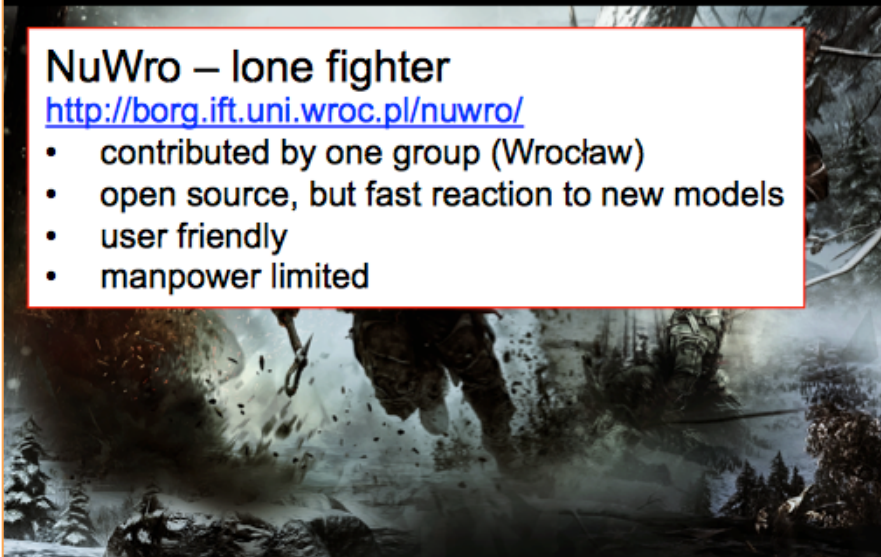 NuWro – lone fighter
http://borg.ift.uni.wroc.pl/nuwro/
• contributed by one group (Wrocław)
• open source, but fast reaction to new models
• user friendly
• manpower limited